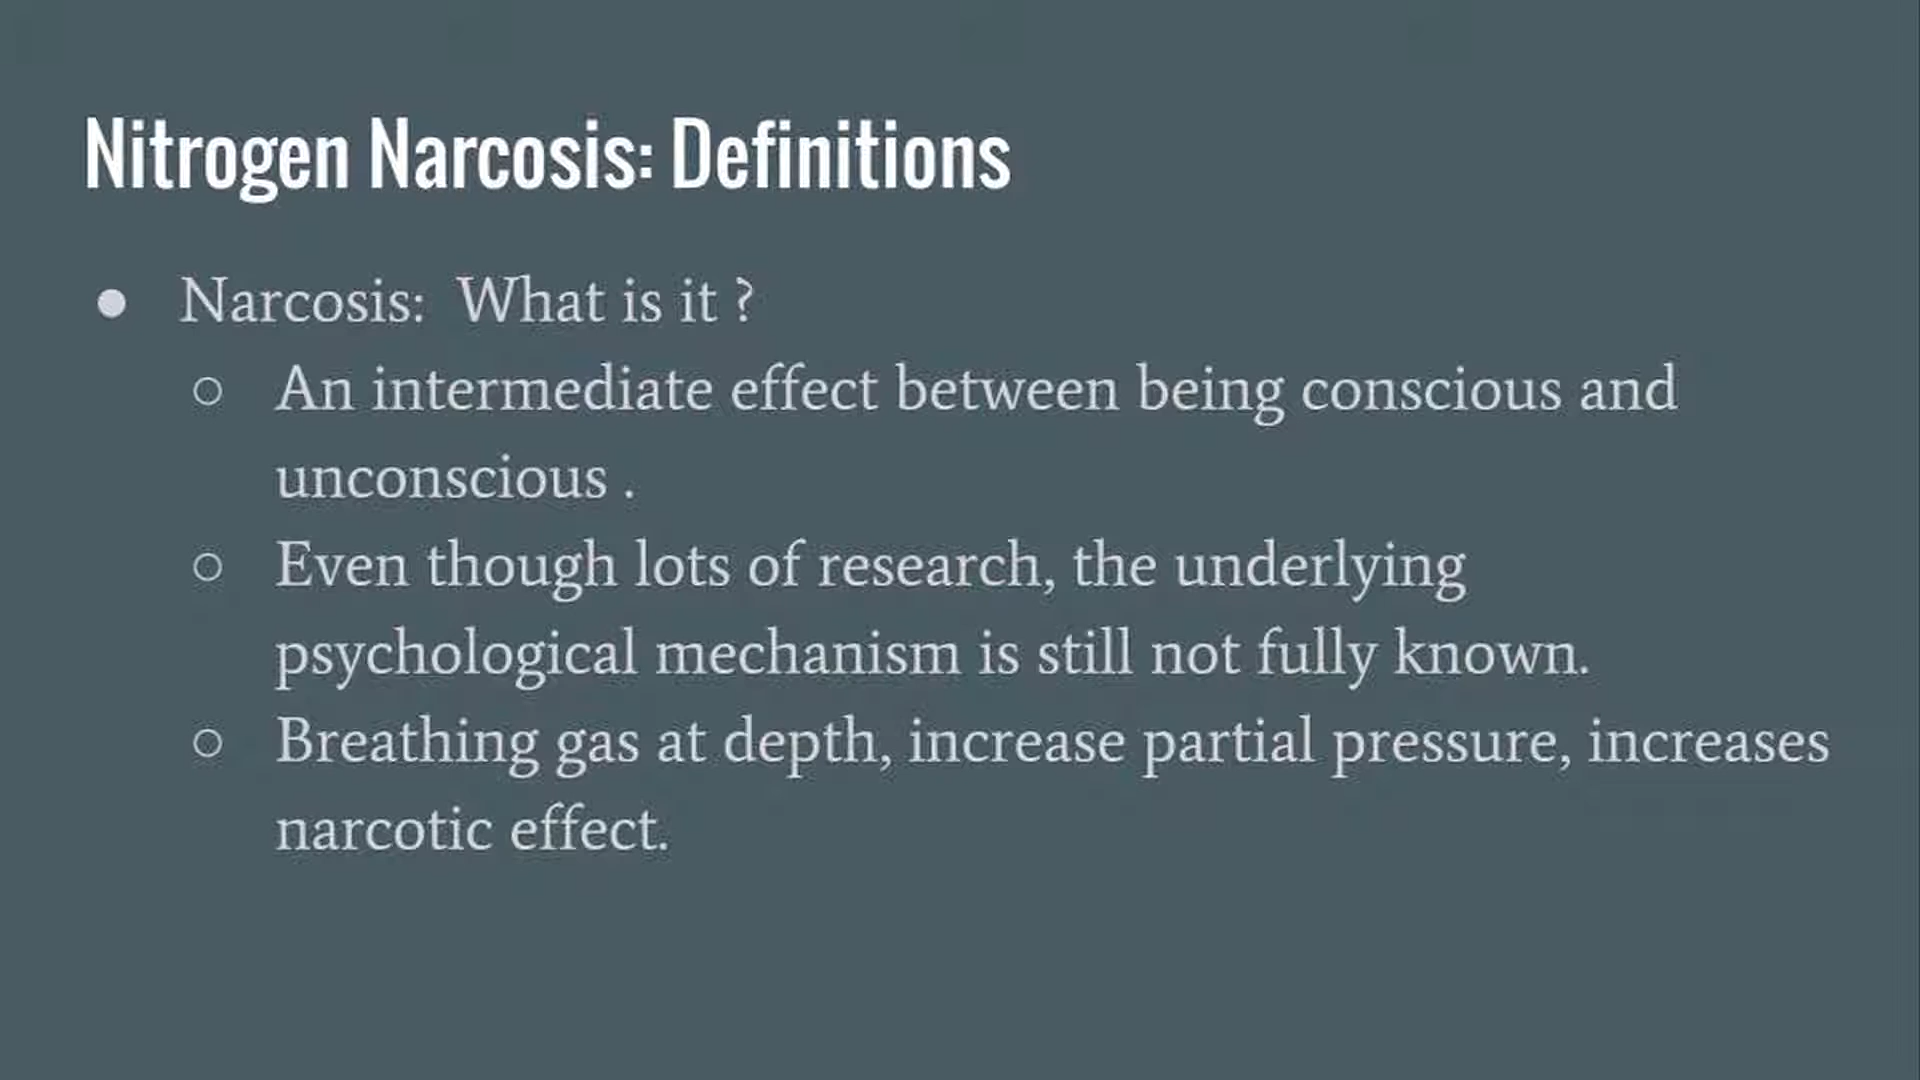 Nitrogen Narcosis: Definitions
● Narcosis:  What is it ?
○ An intermediate effect between being conscious and
unconscious .
○ Even though lots of research, the underlying
psychological mechanism is still not fully known.
○ Breathing gas at depth, increase partial pressure, increases
narcotic effect.